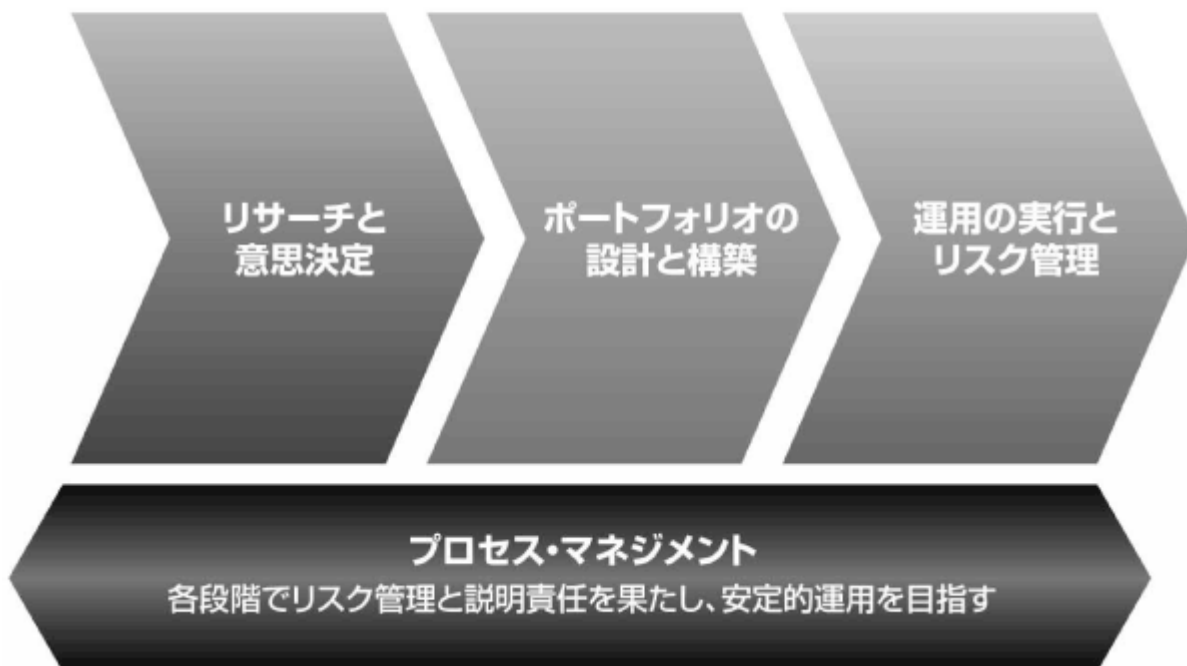 リサーチと
意思決定
ポートフォリオの
設計と構築
運用の実行と
リスク管理
プロセス・マネジメント
各段階でリスク管理と説明責任を果たし、安定的運用を目指す